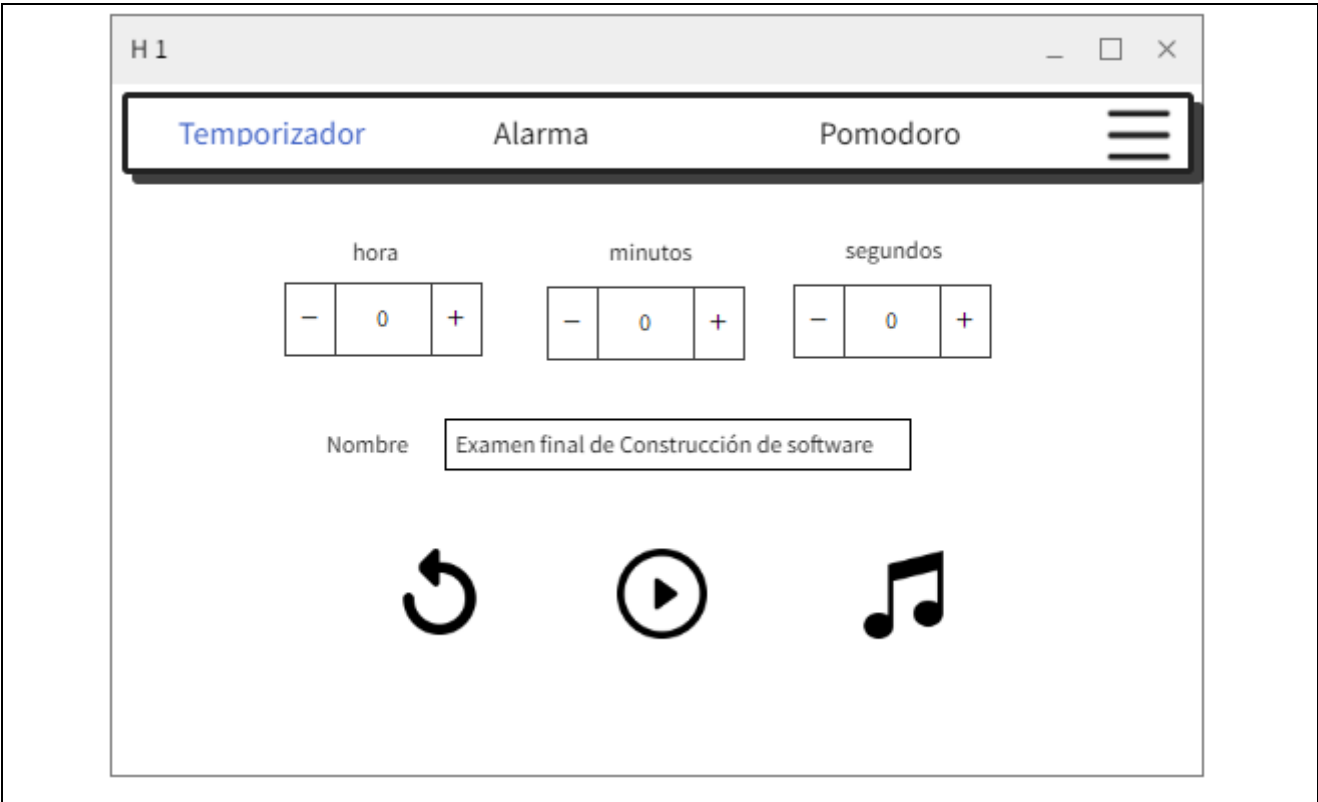 H 1
Temporizador Alarma Pomodoro
hora minutos segundos
− 0 + − 0 + − 0 +
Nombre Examen final de Construcción de software